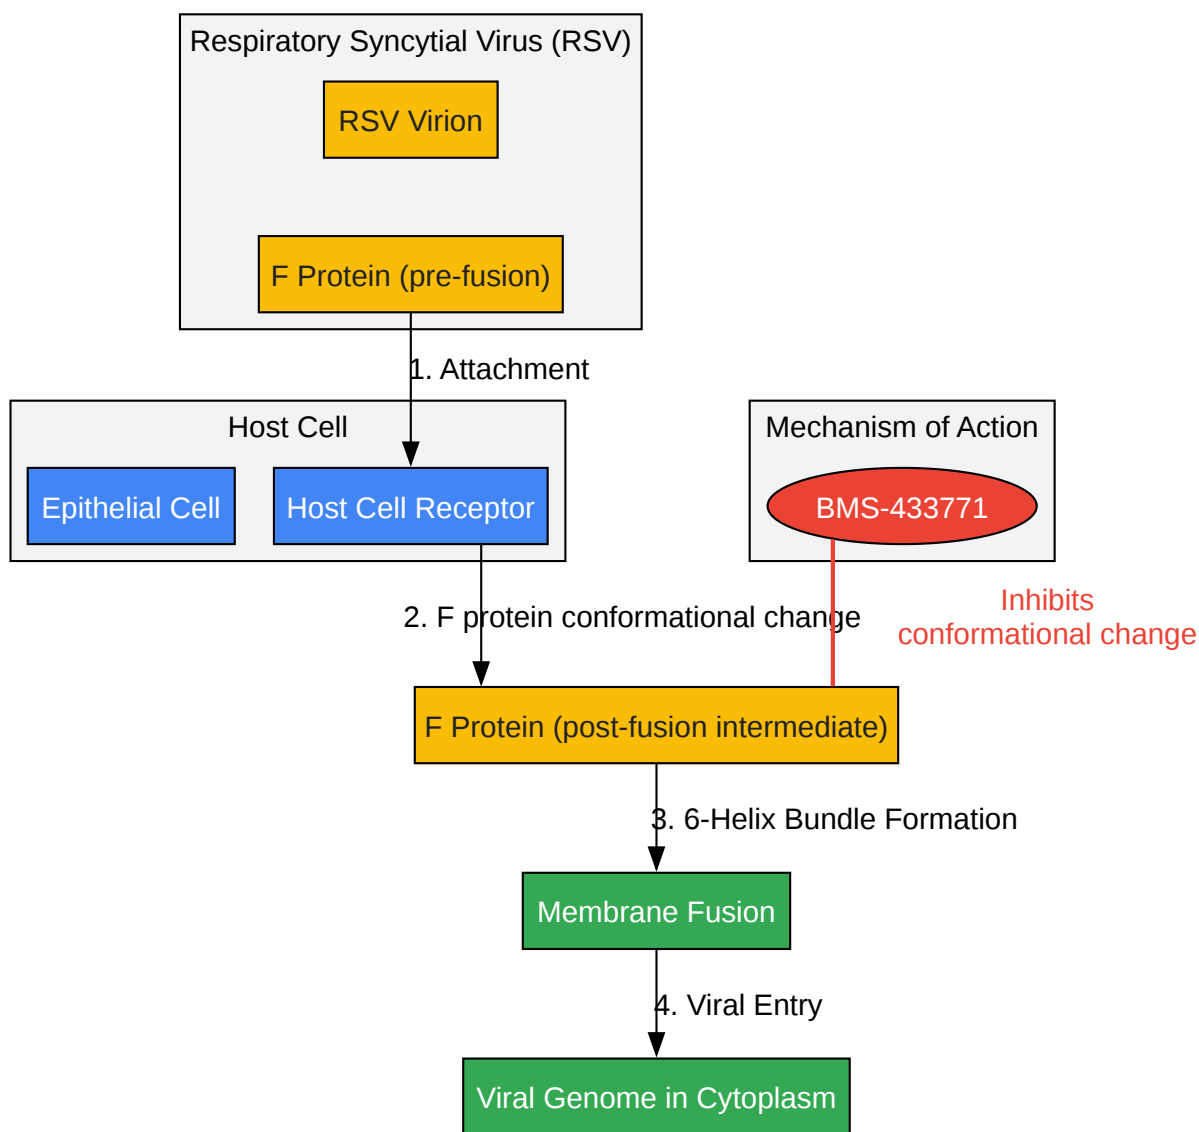 Respiratory Syncytial Virus (RSV)
RSV Virion
F Protein (pre-fusion)
1. Attachment
Host Cell
Mechanism of Action
Epithelial Cell
Host Cell Receptor
BMS-433771
2. F protein conformational change
Inhibits
conformational change
F Protein (post-fusion intermediate)
3. 6-Helix Bundle Formation
Membrane Fusion
4. Viral Entry
Viral Genome in Cytoplasm